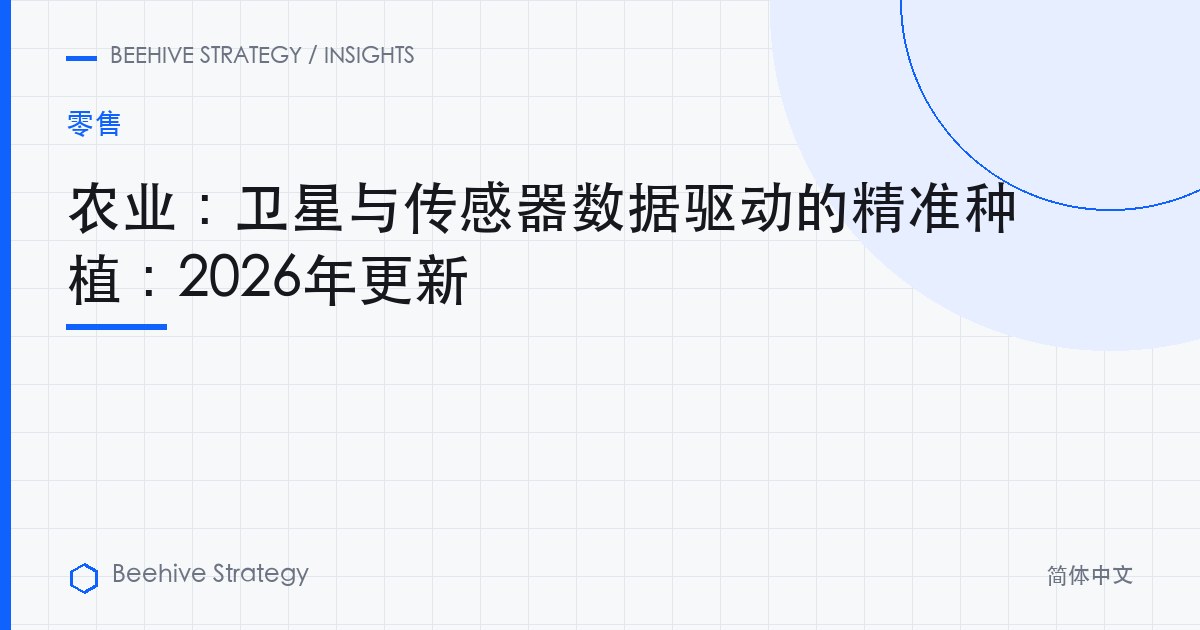 BEEHIVE STRATEGY / INSIGHTS
零售
农业：卫星与传感器数据驱动的精准种
植：2026年更新
Beehive Strategy
简体中文